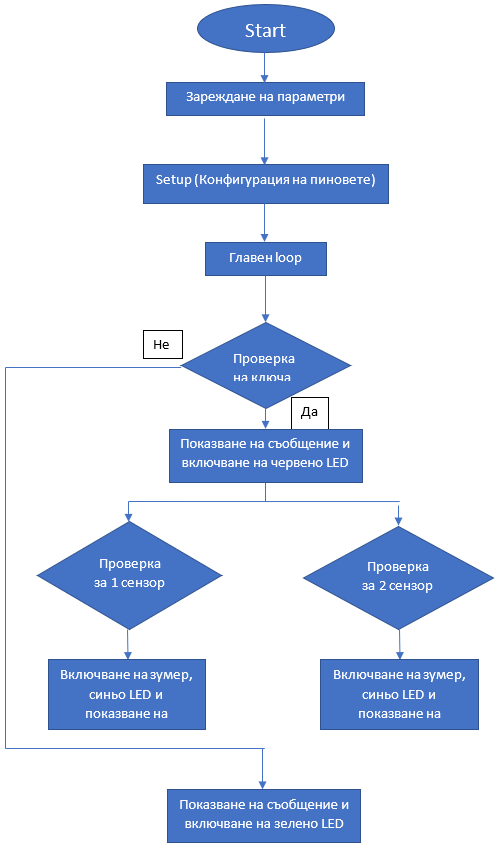 Start
Зареждане на параметри
Setup (Конфигурация на пиновете)
Главен loop
Не
Проверка
на ключа
Да
Показване на съобщение и
включване на червено LED
Проверка
за 1 сензор
Проверка
за 2 сензор
Включване на зумер,
синьо LED и
показване на
Включване на зумер,
синьо LED и
показване на
Показване на съобщение и
включване на зелено LED